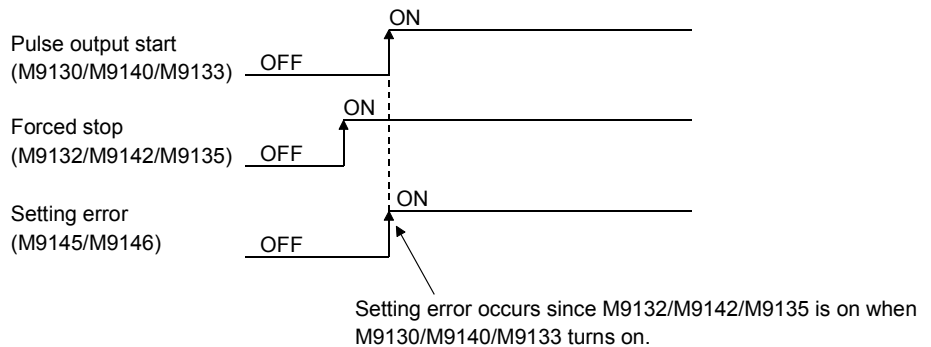 ON
Pulse output start
(M9130/M9140/M9133) OFF
ON
Forced stop
(M9132/M9142/M9135) OFF
ON
Setting error
(M9145/M9146) OFF
Setting error occurs since M9132/M9142/M9135 is on when
M9130/M9140/M9133 turns on.